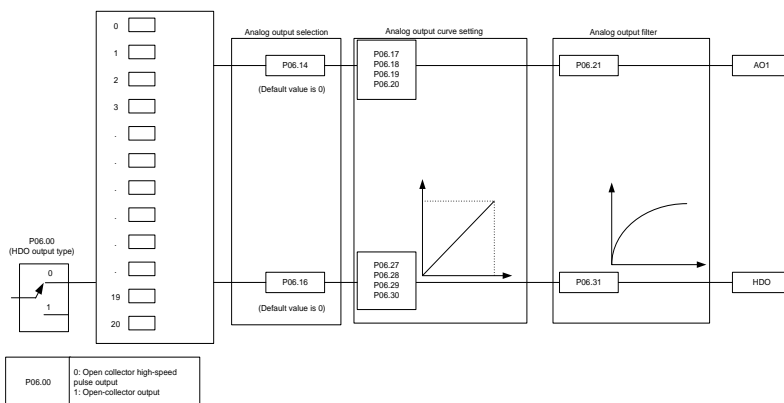 Analog output selection
Analog output curve setting
Analog output filter
0
1
2
3
.
.
.
.
.
.
19
20
P06.14
(Default value is 0)
P06.17
P06.18
P06.19
P06.20
P06.21
AO1
P06.00
(HDO output type)
0
1
P06.16
(Default value is 0)
P06.27
P06.28
P06.29
P06.30
P06.31
HDO
P06.00
0: Open collector high-speed
pulse output
1: Open-collector output